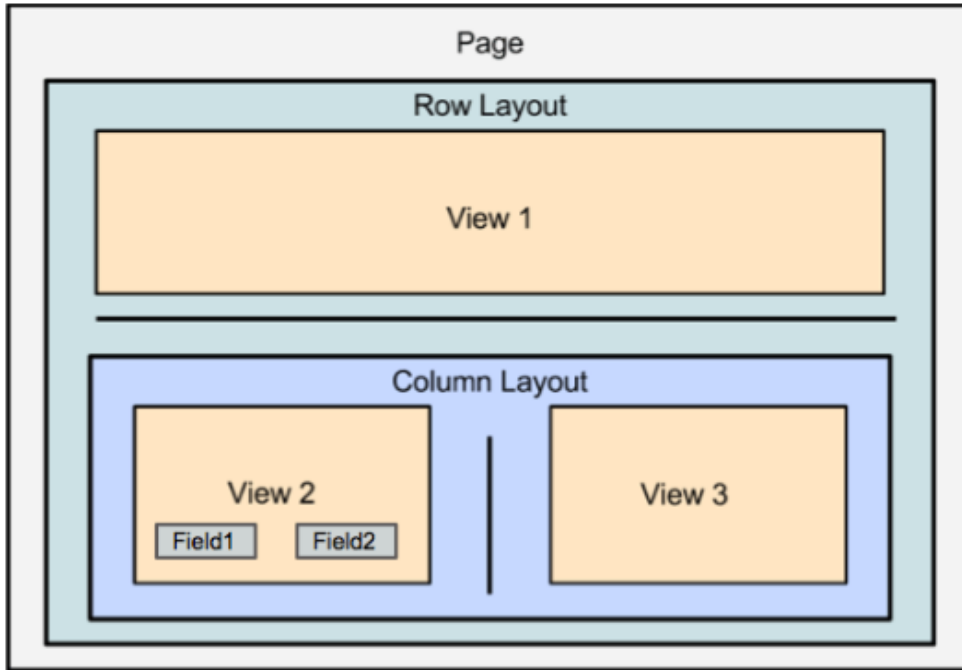 Page
Row Layout
View 1
Column Layout
View 2
Field1
Field2
View 3